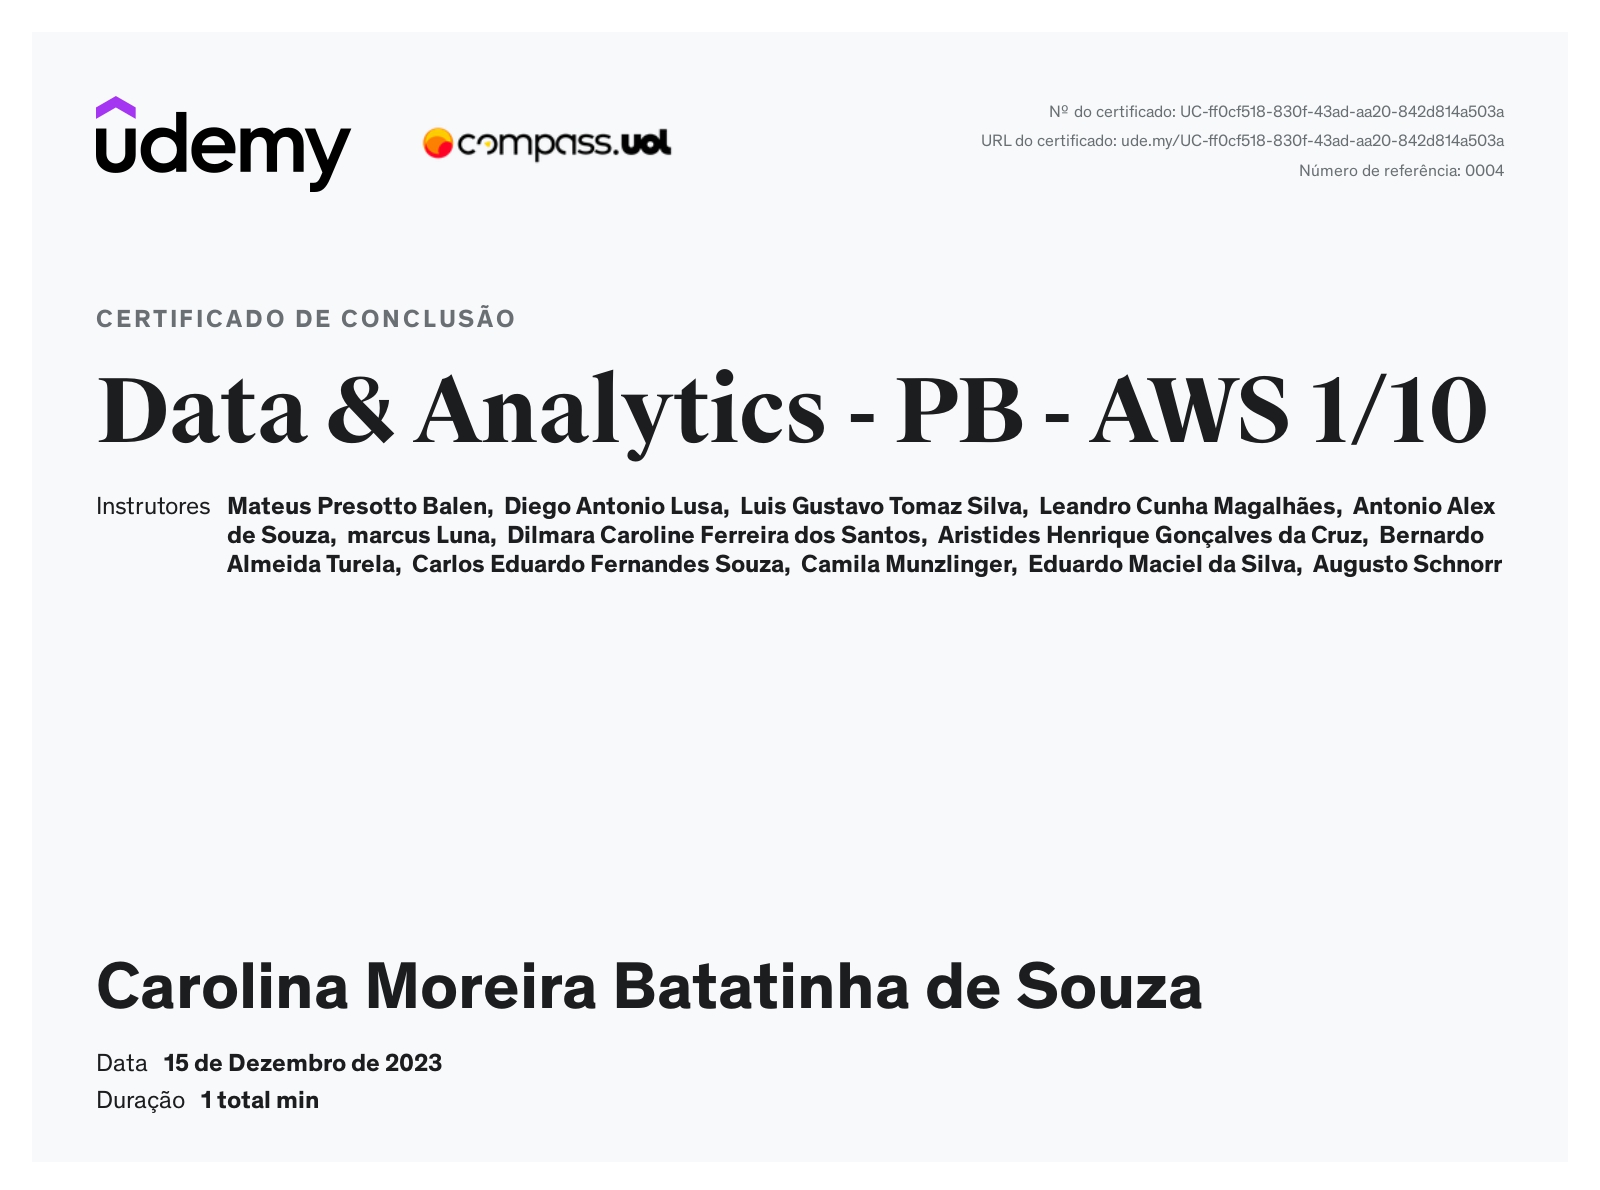 udemy
compass.uol
Nº do certificado: UC-ff0cf518-830f-43ad-aa20-842d814a503a
URL do certificado: ude.my/UC-ff0cf518-830f-43ad-aa20-842d814a503a
Número de referência: 0004
CERTIFICADO DE CONCLUSÃO
Data & Analytics - PB - AWS 1/10
Instrutores Mateus Presotto Balen, Diego Antonio Lusa, Luis Gustavo Tomaz Silva, Leandro Cunha Magalhães, Antonio Alex
de Souza, marcus Luna, Dilmara Caroline Ferreira dos Santos, Aristides Henrique Gonçalves da Cruz, Bernardo
Almeida Turela, Carlos Eduardo Fernandes Souza, Camila Munzlinger, Eduardo Maciel da Silva, Augusto Schnorr
Carolina Moreira Batatinha de Souza
Data 15 de Dezembro de 2023
Duração 1 total min